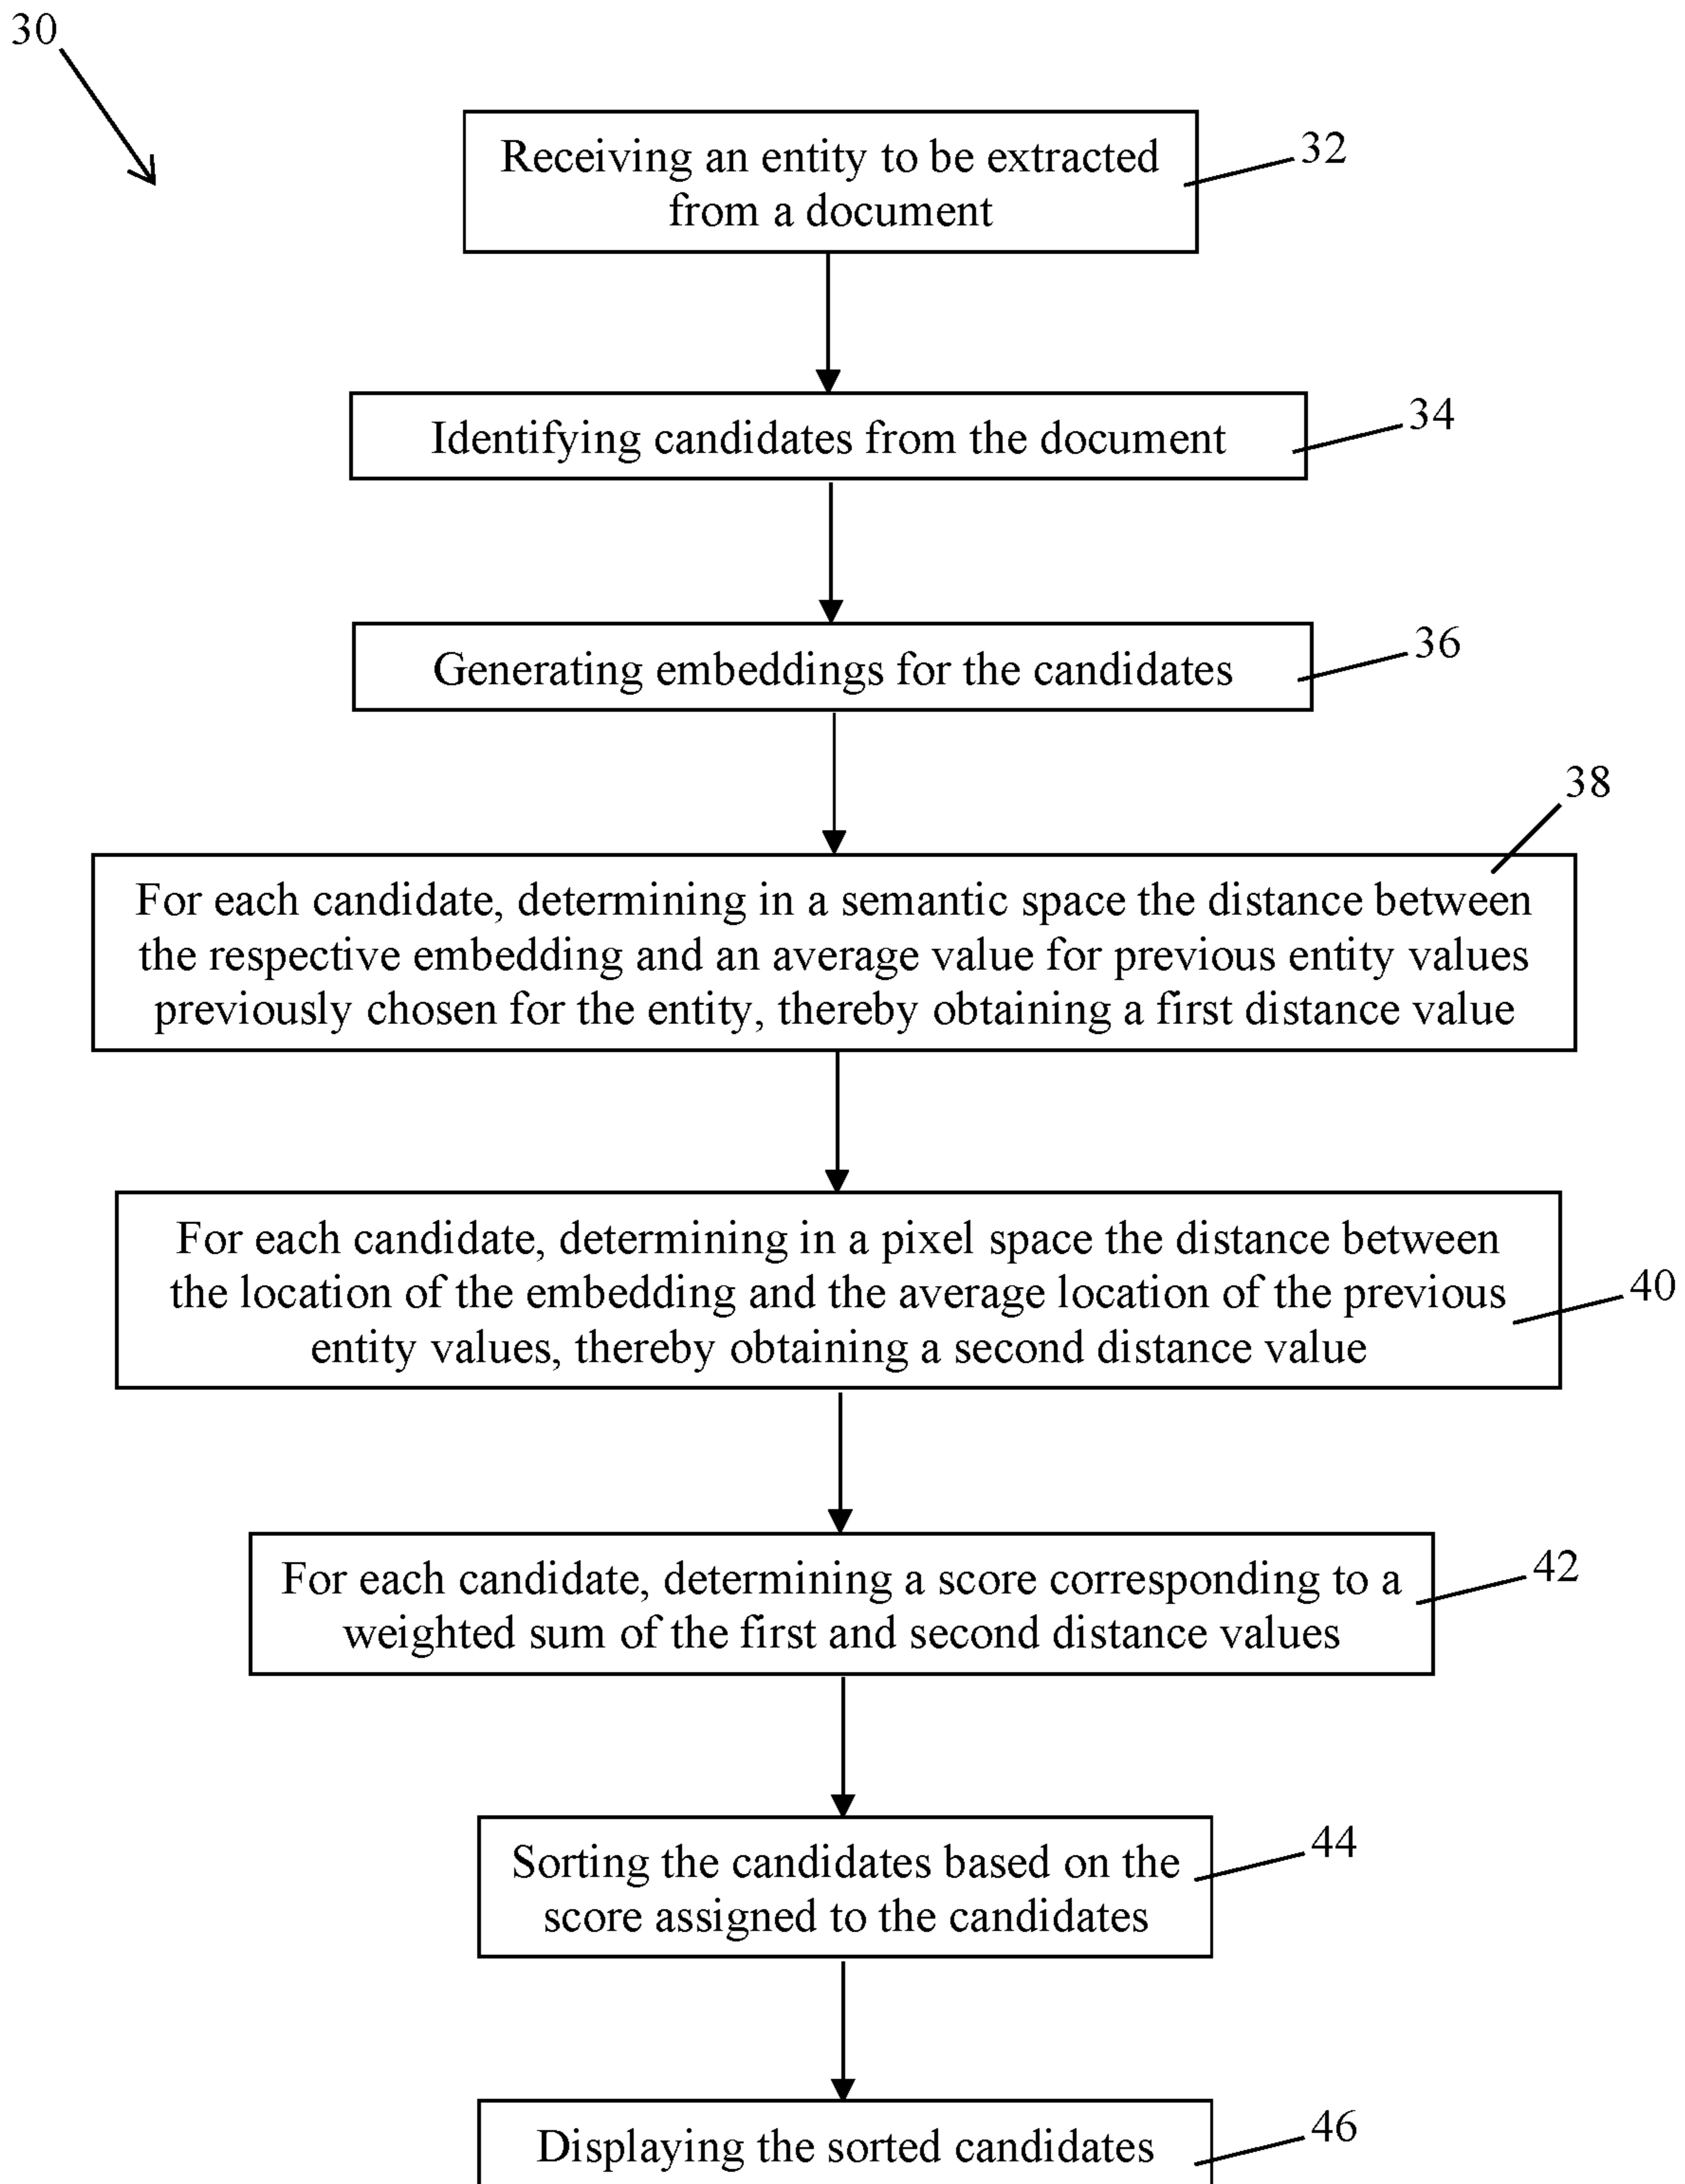 30
Receiving an entity to be extracted
from a document
32
Identifying candidates from the document
34
Generating embeddings for the candidates
36
38
For each candidate, determining in a semantic space the distance between
the respective embedding and an average value for previous entity values
previously chosen for the entity, thereby obtaining a first distance value
For each candidate, determining in a pixel space the distance between
the location of the embedding and the average location of the previous
entity values, thereby obtaining a second distance value
40
For each candidate, determining a score corresponding to a
weighted sum of the first and second distance values
42
Sorting the candidates based on the
score assigned to the candidates
44
Displaying the sorted candidates
46